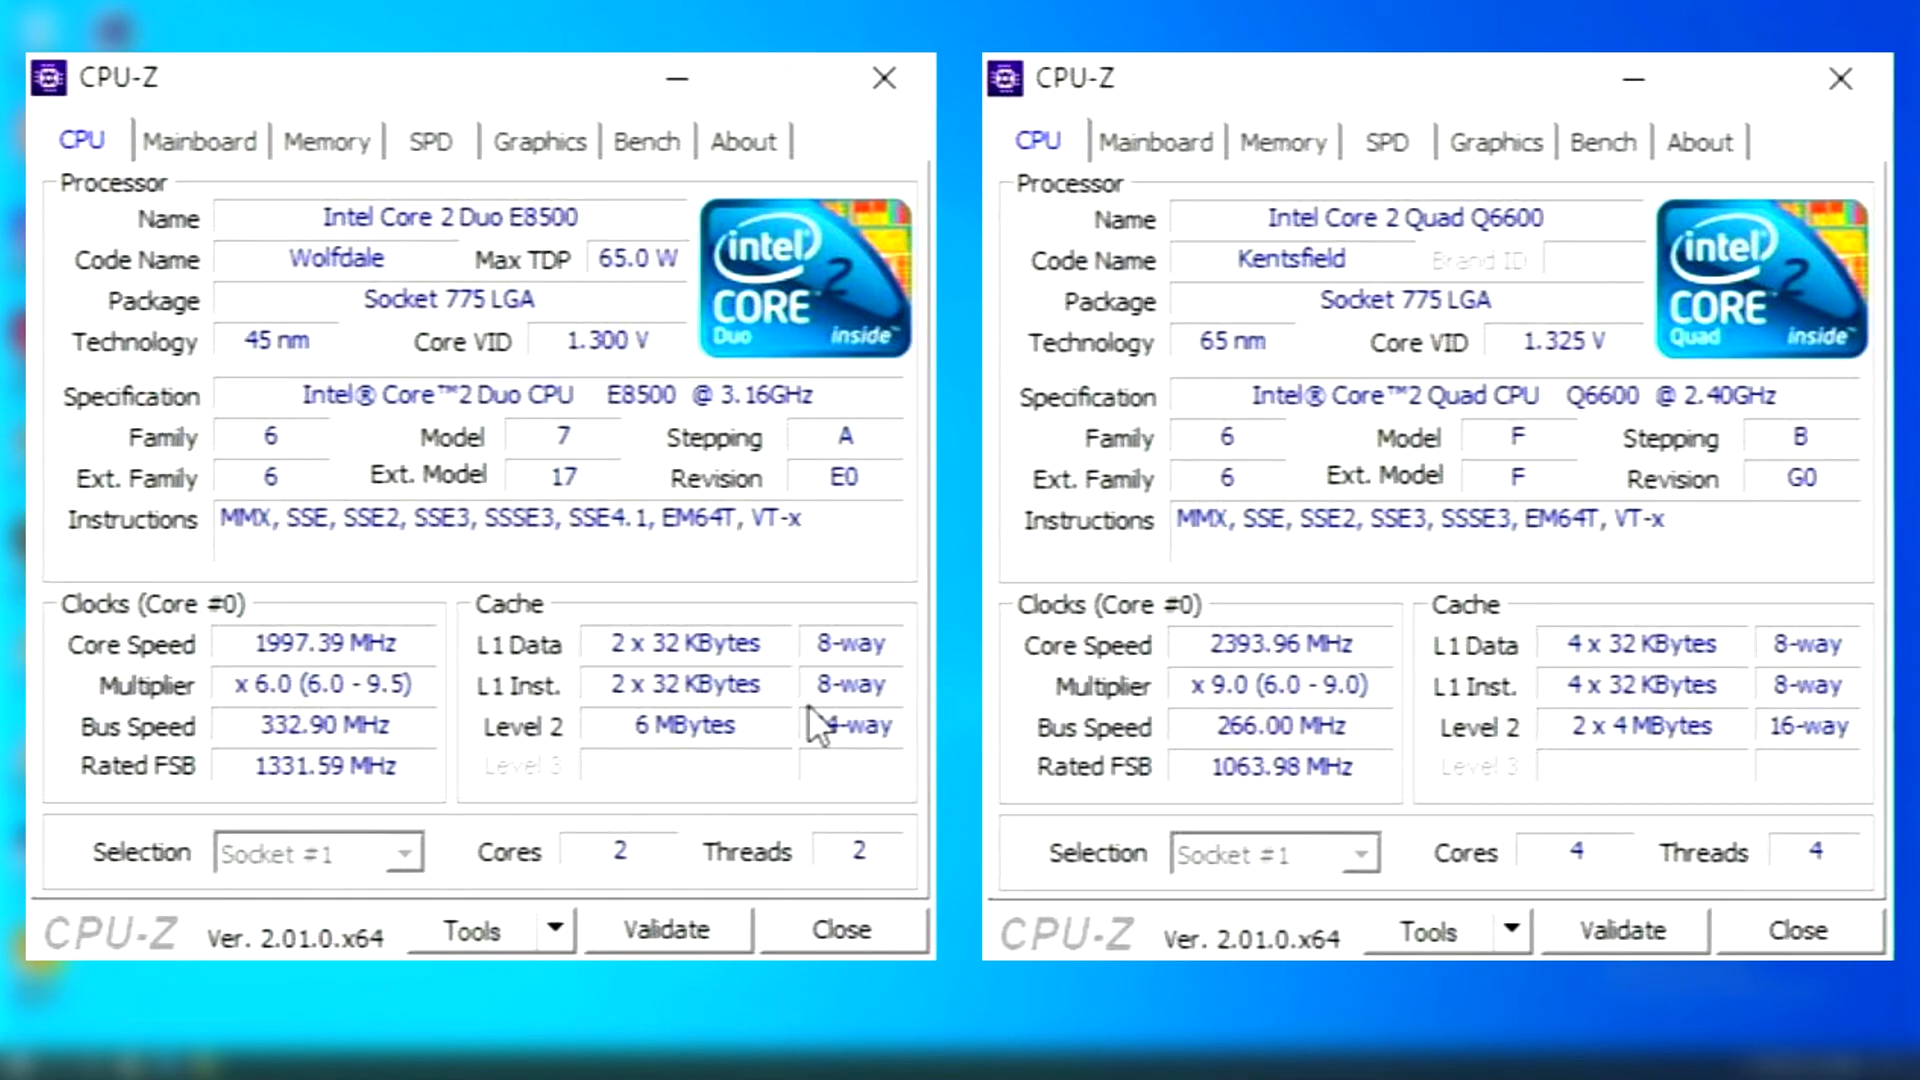 CPU-Z
CPU Mainboard Memory SPD Graphics Bench About
Processor
Name Intel Core 2 Duo E8500
Code Name Wolfdale Max TDP 65.0 W
Package Socket 775 LGA
Technology 45 nm Core VID 1.300 V
intel
CORE 2
Duo inside™
Specification Intel® Core™2 Duo CPU E8500 @ 3.16GHz
Family 6 Model 7 Stepping A
Ext. Family 6 Ext. Model 17 Revision E0
Instructions MMX, SSE, SSE2, SSE3, SSSE3, SSE4.1, EM64T, VT-x
Clocks (Core #0)
Core Speed 1997.39 MHz
Multiplier x 6.0 (6.0 - 9.5)
Bus Speed 332.90 MHz
Rated FSB 1331.59 MHz
Cache
L1 Data 2 x 32 KBytes 8-way
L1 Inst. 2 x 32 KBytes 8-way
Level 2 6 MBytes
Level 3
Selection Socket #1 Cores 2 Threads 2
CPU-Z Ver. 2.01.0.x64 Tools Validate Close
CPU-Z
CPU Mainboard Memory SPD Graphics Bench About
Processor
Name Intel Core 2 Quad Q6600
Code Name Kentsfield Brand ID
Package Socket 775 LGA
Technology 65 nm Core VID 1.325 V
intel
CORE 2
Quad inside™
Specification Intel® Core™2 Quad CPU Q6600 @ 2.40GHz
Family 6 Model F Stepping B
Ext. Family 6 Ext. Model F Revision G0
Instructions MMX, SSE, SSE2, SSE3, SSSE3, EM64T, VT-x
Clocks (Core #0)
Core Speed 2393.96 MHz
Multiplier x 9.0 (6.0 - 9.0)
Bus Speed 266.00 MHz
Rated FSB 1063.98 MHz
Cache
L1 Data 4 x 32 KBytes 8-way
L1 Inst. 4 x 32 KBytes 8-way
Level 2 2 x 4 MBytes 16-way
Level 3
Selection Socket #1 Cores 4 Threads 4
CPU-Z Ver. 2.01.0.x64 Tools Validate Close